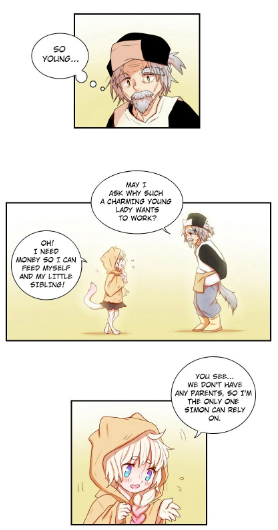 SO
YOUNG...
MAY I
ASK WHY SUCH
A CHARMING YOUNG
LADY WANTS
TO WORK?
OH!
I NEED
MONEY SO I CAN
FEED MYSELF
AND MY LITTLE
SIBLING!
YOU SEE...
WE DON'T HAVE
ANY PARENTS, SO I'M
THE ONLY ONE
SIMON CAN RELY
ON.